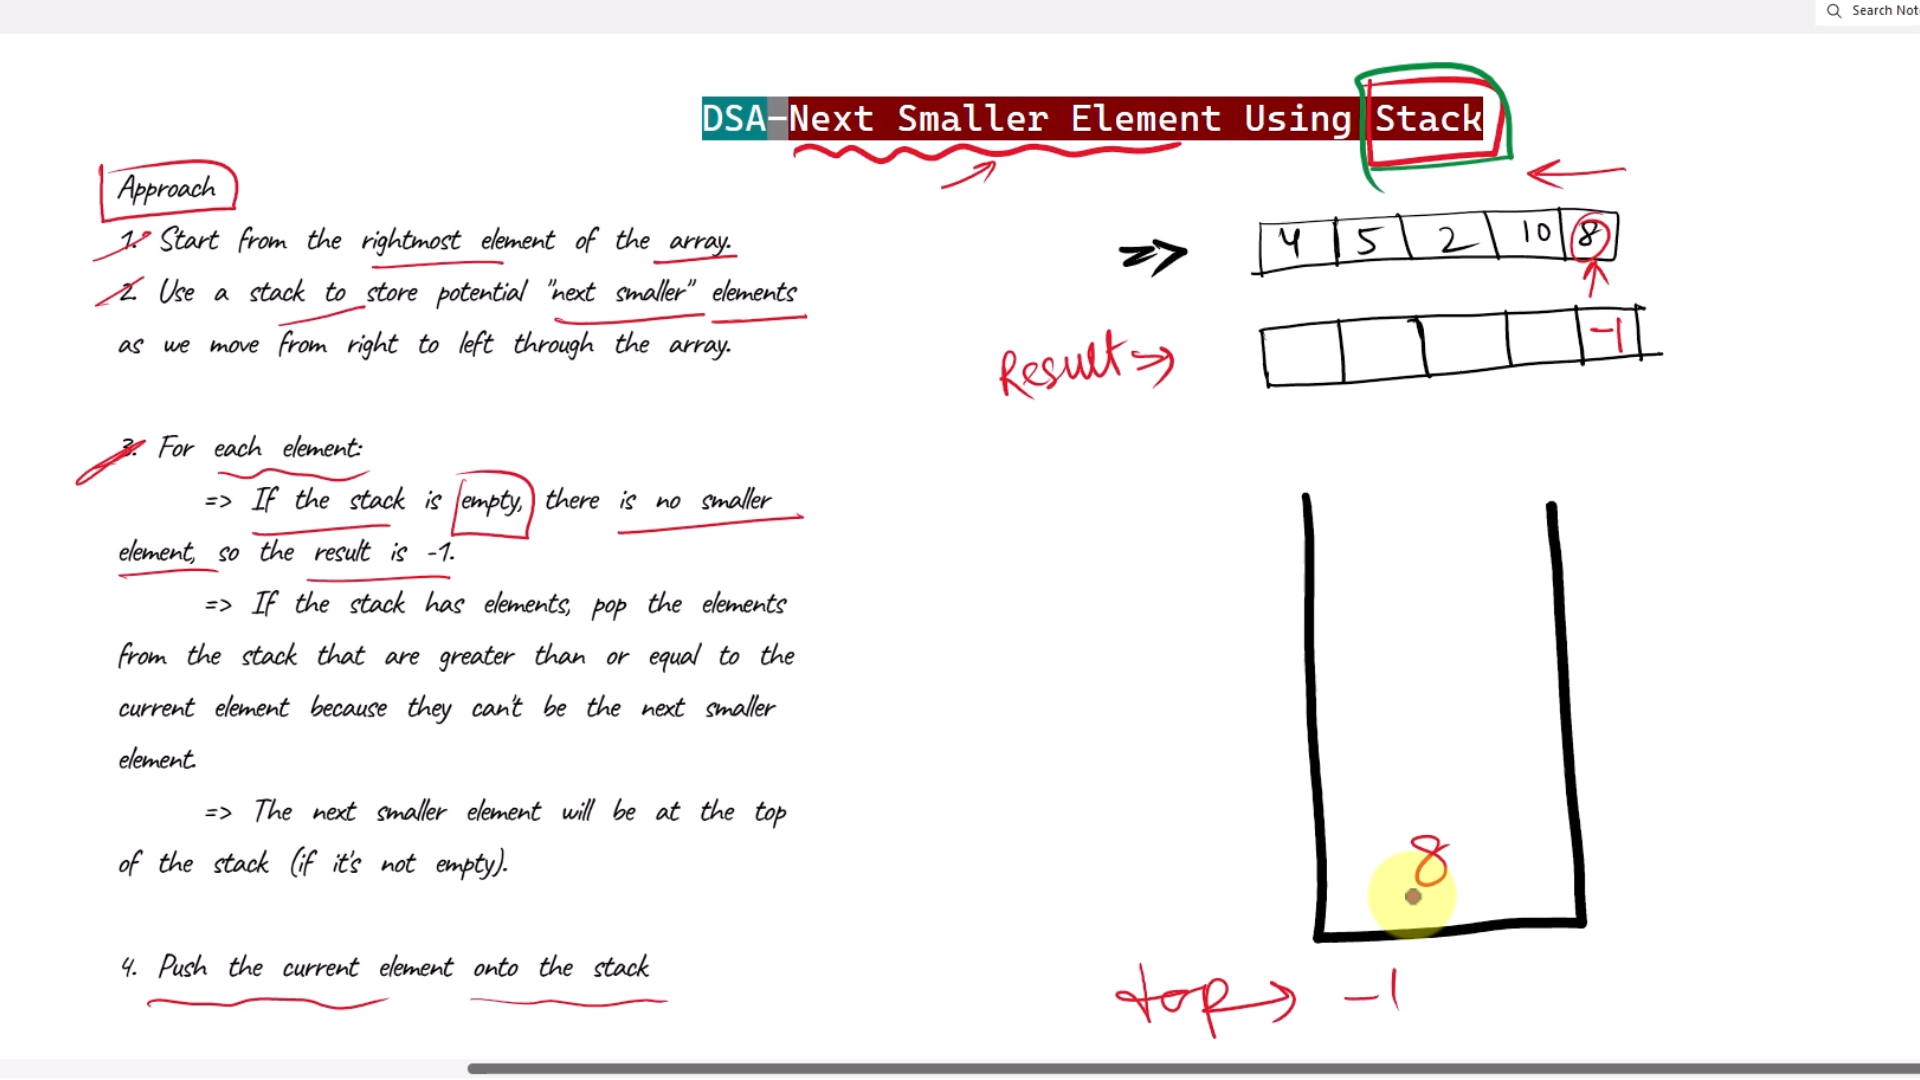 Search Not
DSA-Next Smaller Element Using Stack
Approach
1. Start from the rightmost element of the array.
2. Use a stack to store potential "next smaller" elements
as we move from right to left through the array.
3. For each element:
=> If the stack is empty, there is no smaller
element, so the result is -1.
=> If the stack has elements, pop the elements
from the stack that are greater than or equal to the
current element because they can't be the next smaller
element.
=> The next smaller element will be at the top
of the stack (if it's not empty).
4. Push the current element onto the stack
4 5 2 10 8
Result =>
-1
8
top → -1